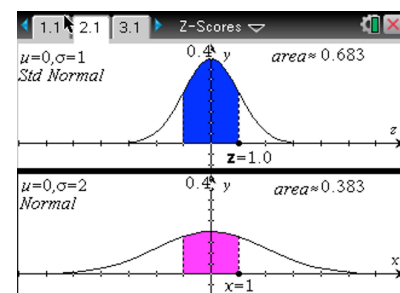 1.1 2.1 3.1 Z-Scores
μ=0,σ=1 0.4 y area≈0.683
Std Normal
z
z=1.0
μ=0,σ=2 0.4 y area≈0.383
Normal
x
x=1